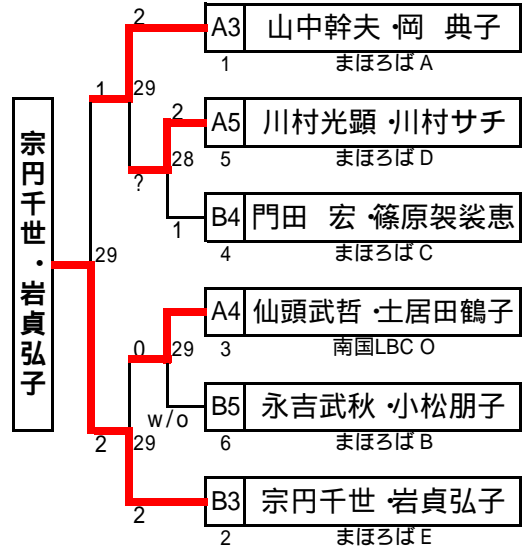 2
A3 山中幹夫・岡 典子
1 まほろば A
1
29
2
A5 川村光顕・川村サチ
28
5 まほろば D
?
1
B4 門田 宏・篠原袈裟恵
4 まほろば C
宗円千世・岩貞弘子
29
A4 仙頭武哲・土居田鶴子
0
29
3 南国LBC O
w/o
B5 永吉武秋・小松朋子
6 まほろば B
2
29
B3 宗円千世・岩貞弘子
2
2 まほろば E